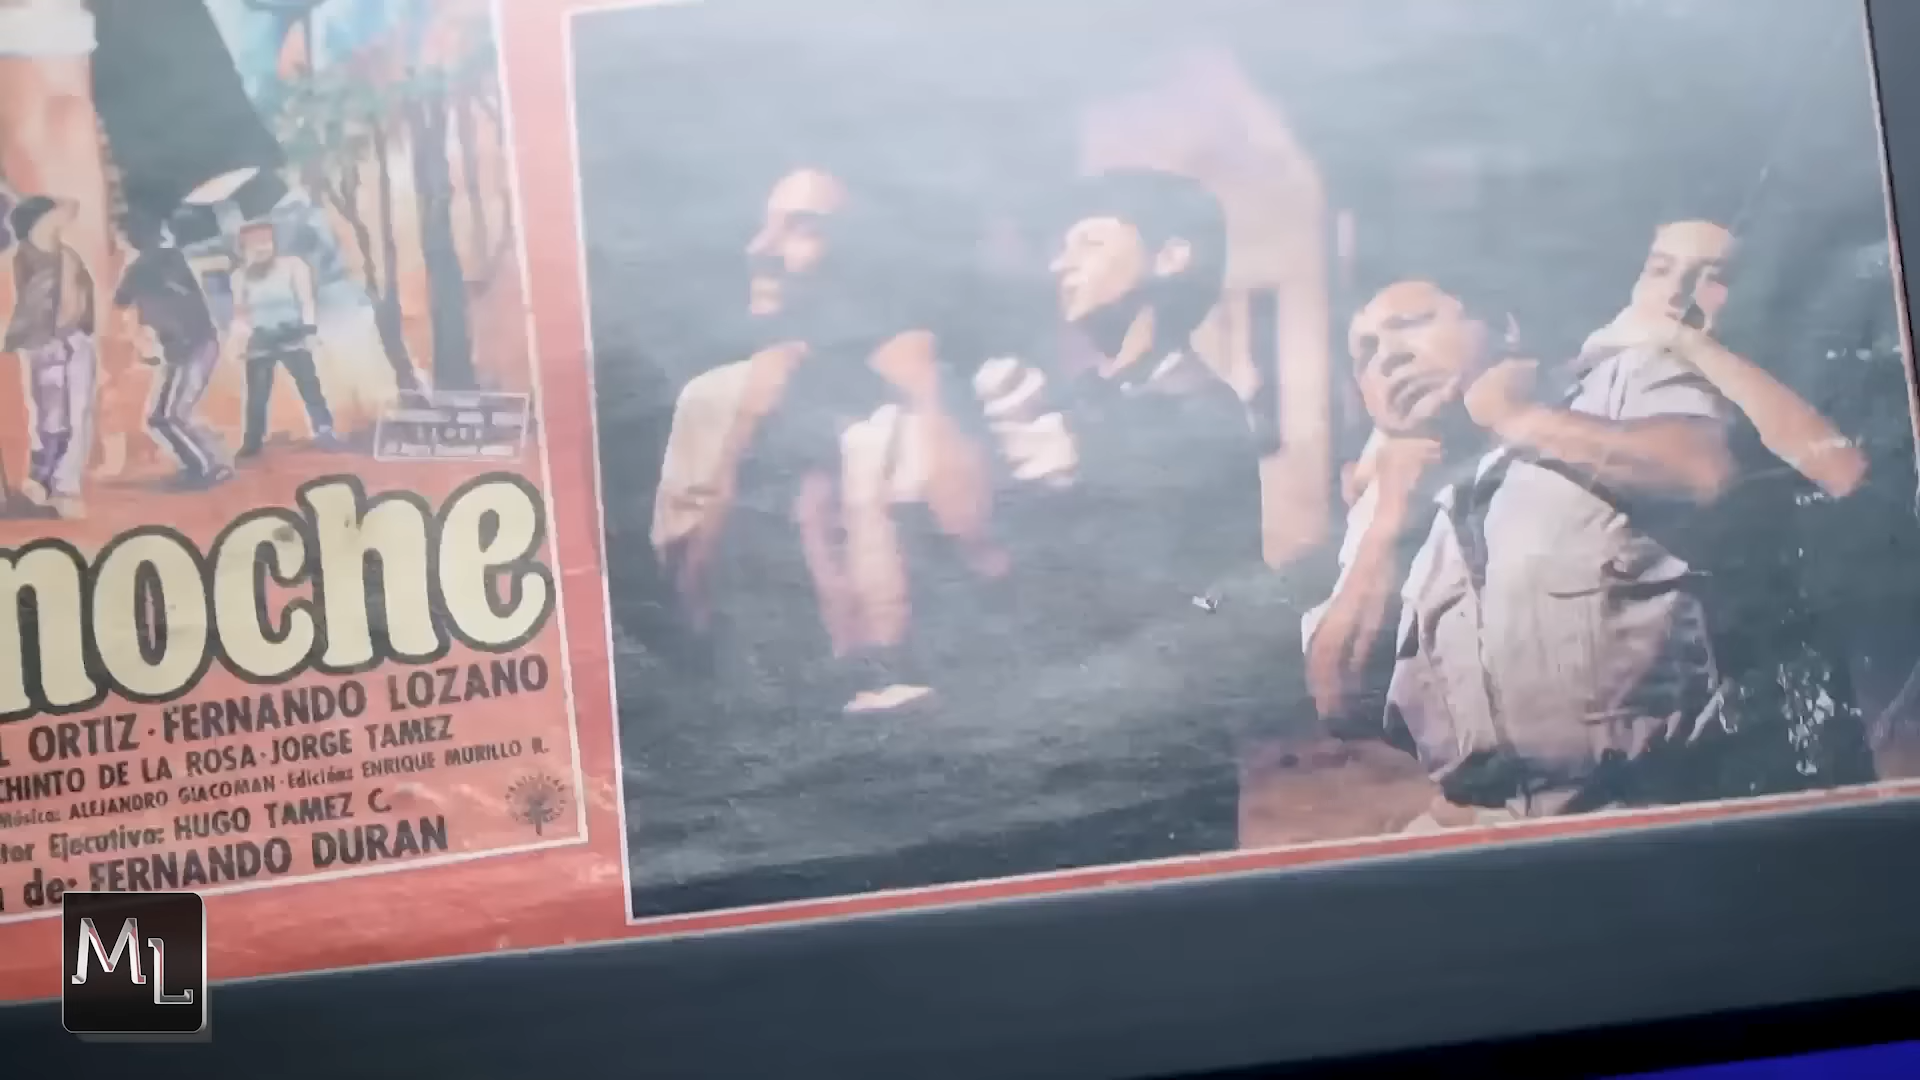 noche
ORTIZ · FERNANDO LOZANO
CHINTO DE LA ROSA · JORGE TAMEZ
Música: ALEJANDRO GIACOMAN · Edición: ENRIQUE MURILLO R.
tor Ejecutivo: HUGO TAMEZ C.
de: FERNANDO DURAN
ML